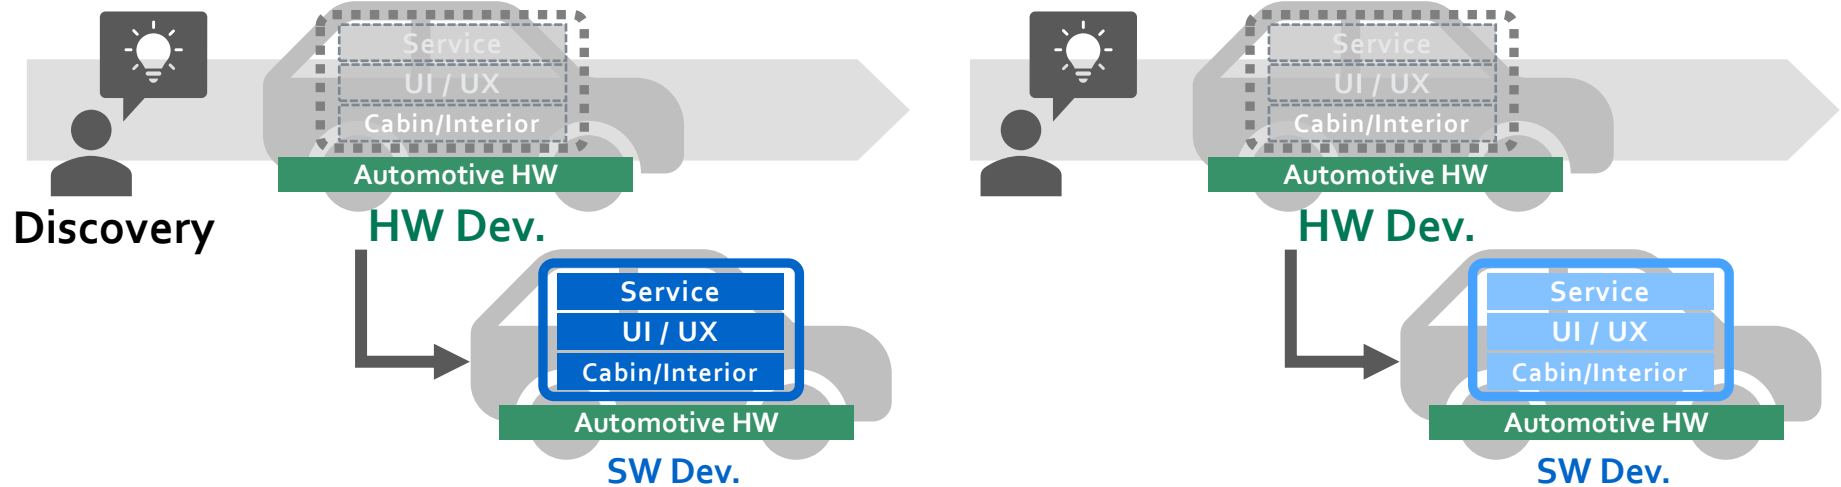 Service
UI / UX
Cabin/Interior
Automotive HW
Discovery
HW Dev.
Service
UI / UX
Cabin/Interior
Automotive HW
SW Dev.
Service
UI / UX
Cabin/Interior
Automotive HW
HW Dev.
Service
UI / UX
Cabin/Interior
Automotive HW
SW Dev.